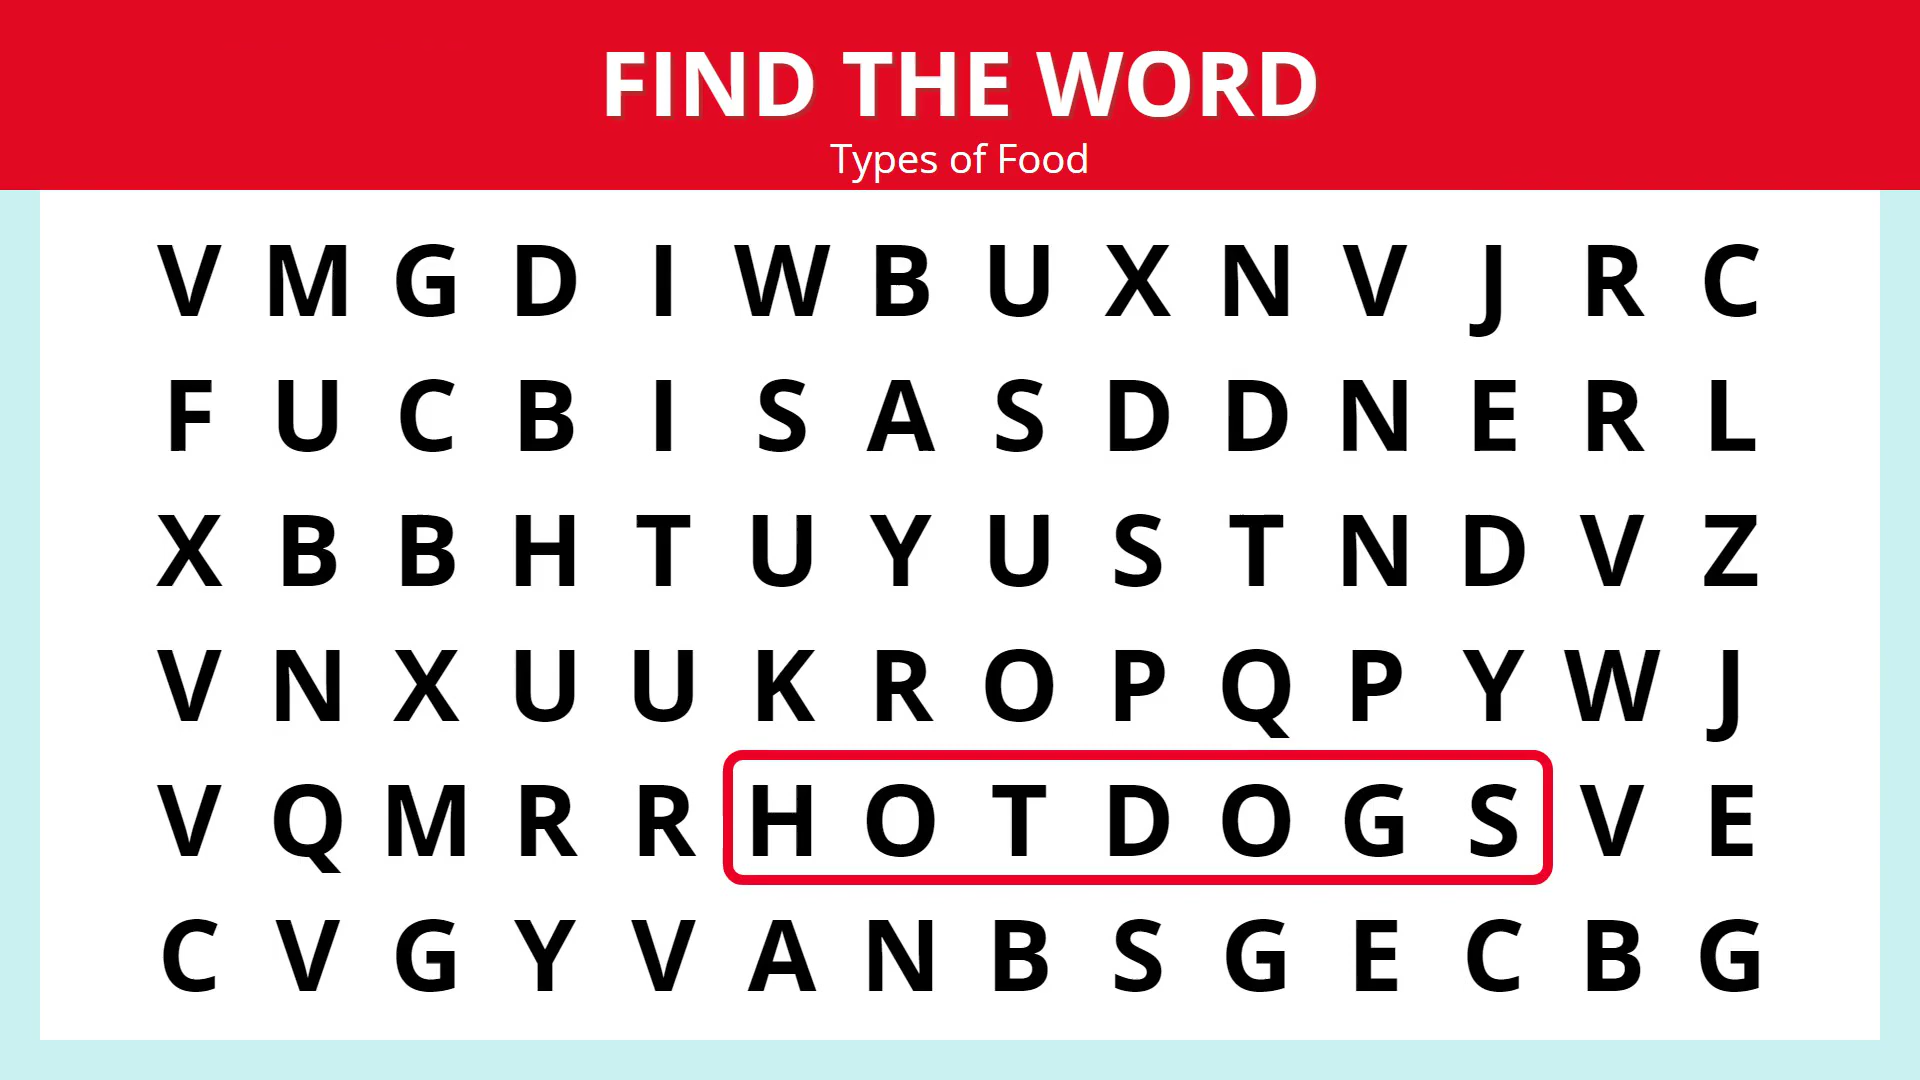 FIND THE WORD
Types of Food
V M G D I W B U X N V J R C
F U C B I S A S D D N E R L
X B B H T U Y U S T N D V Z
V N X U U K R O P Q P Y W J
V Q M R R H O T D O G S V E
C V G Y V A N B S G E C B G